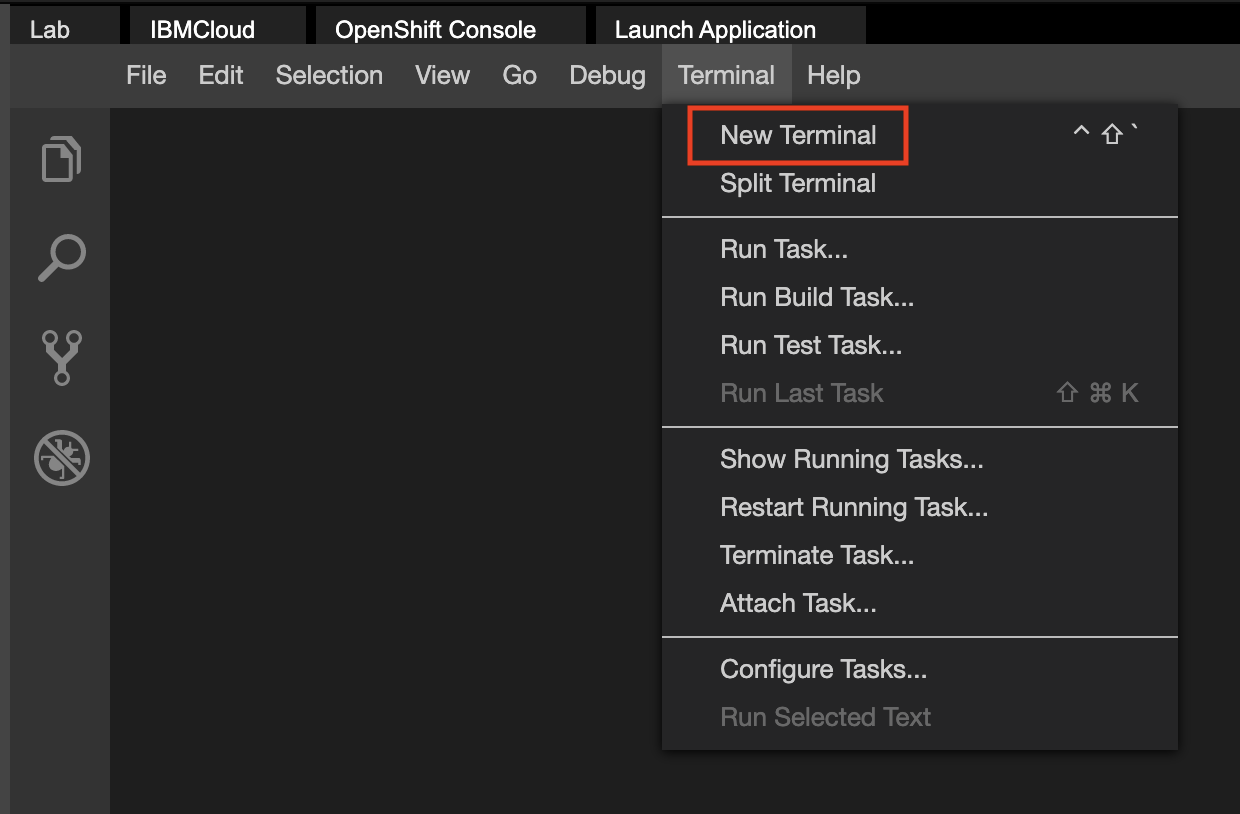 Lab IBMCloud OpenShift Console Launch Application
File Edit Selection View Go Debug Terminal Help
New Terminal ^ ⇧ `
Split Terminal
Run Task...
Run Build Task...
Run Test Task...
Run Last Task ⇧ ⌘ K
Show Running Tasks...
Restart Running Task...
Terminate Task...
Attach Task...
Configure Tasks...
Run Selected Text